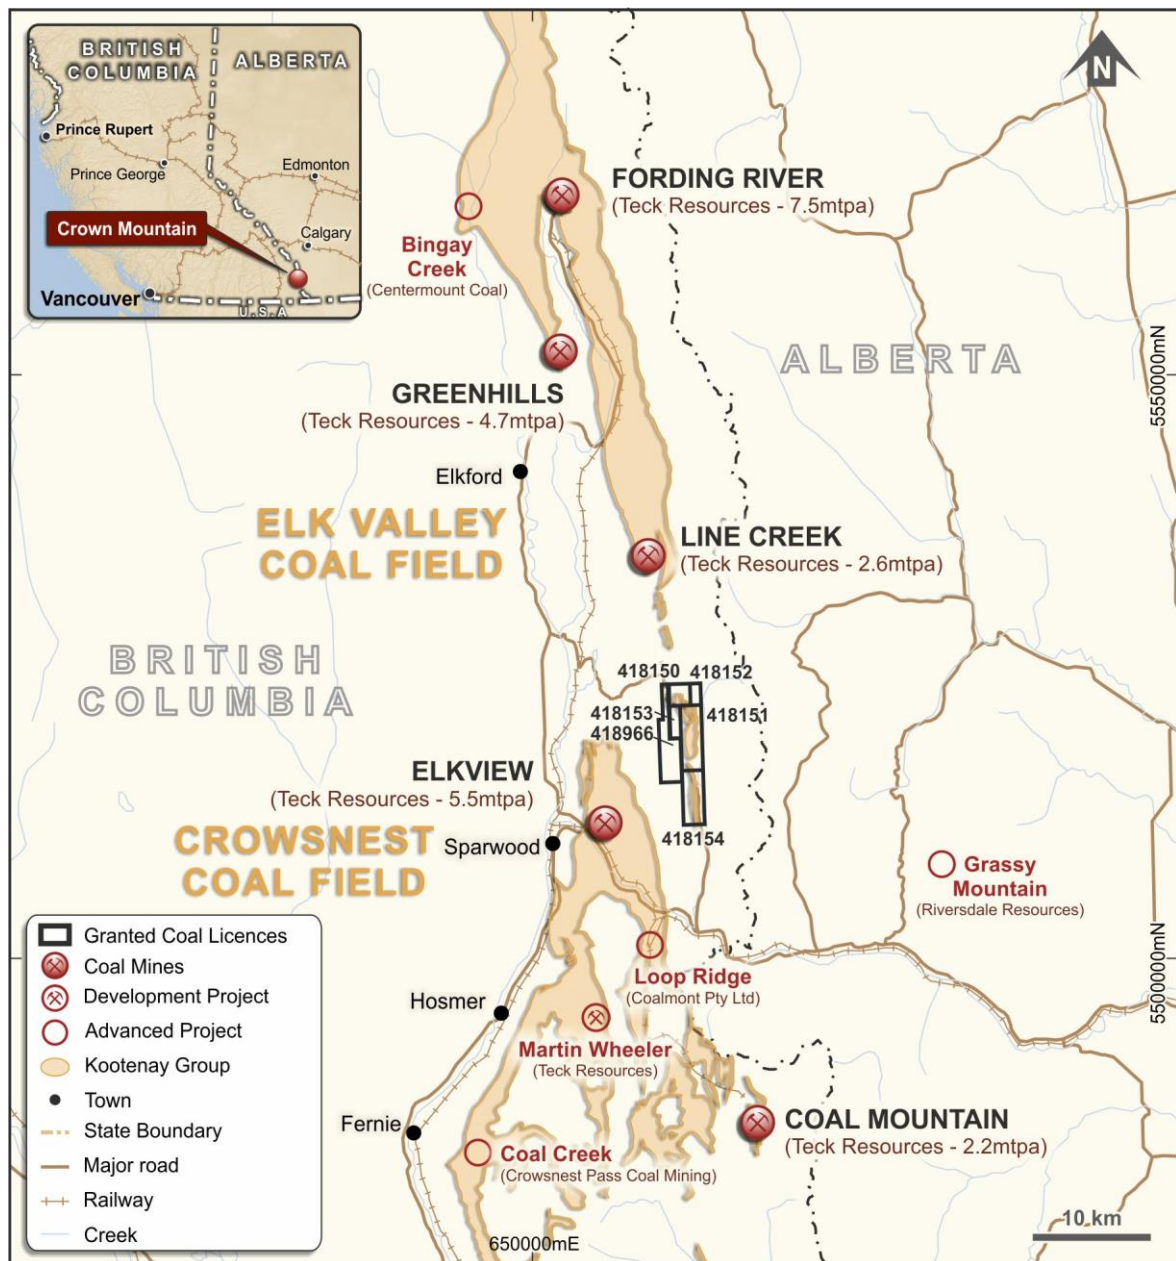 BRITISH
COLUMBIA
ALBERTA
Prince Rupert
Prince George
Edmonton
Crown Mountain
Calgary
Vancouver
U.S.A
N
FORDING RIVER
(Teck Resources - 7.5mtpa)
Bingay
Creek
(Centermount Coal)
ALBERTA
5550000mN
GREENHILLS
(Teck Resources - 4.7mtpa)
Elkford
ELK VALLEY
COAL FIELD
LINE CREEK
(Teck Resources - 2.6mtpa)
BRITISH
COLUMBIA
418150
418152
418153
418151
418966
ELKVIEW
(Teck Resources - 5.5mtpa)
CROWSNEST
COAL FIELD
Sparwood
418154
Grassy
Mountain
(Riversdale Resources)
Loop Ridge
(Coalmont Pty Ltd)
5500000mN
Hosmer
Martin Wheeler
(Teck Resources)
Fernie
COAL MOUNTAIN
(Teck Resources - 2.2mtpa)
Coal Creek
(Crowsnest Pass Coal Mining)
Granted Coal Licences
Coal Mines
Development Project
Advanced Project
Kootenay Group
Town
State Boundary
Major road
Railway
Creek
650000mE
10 km